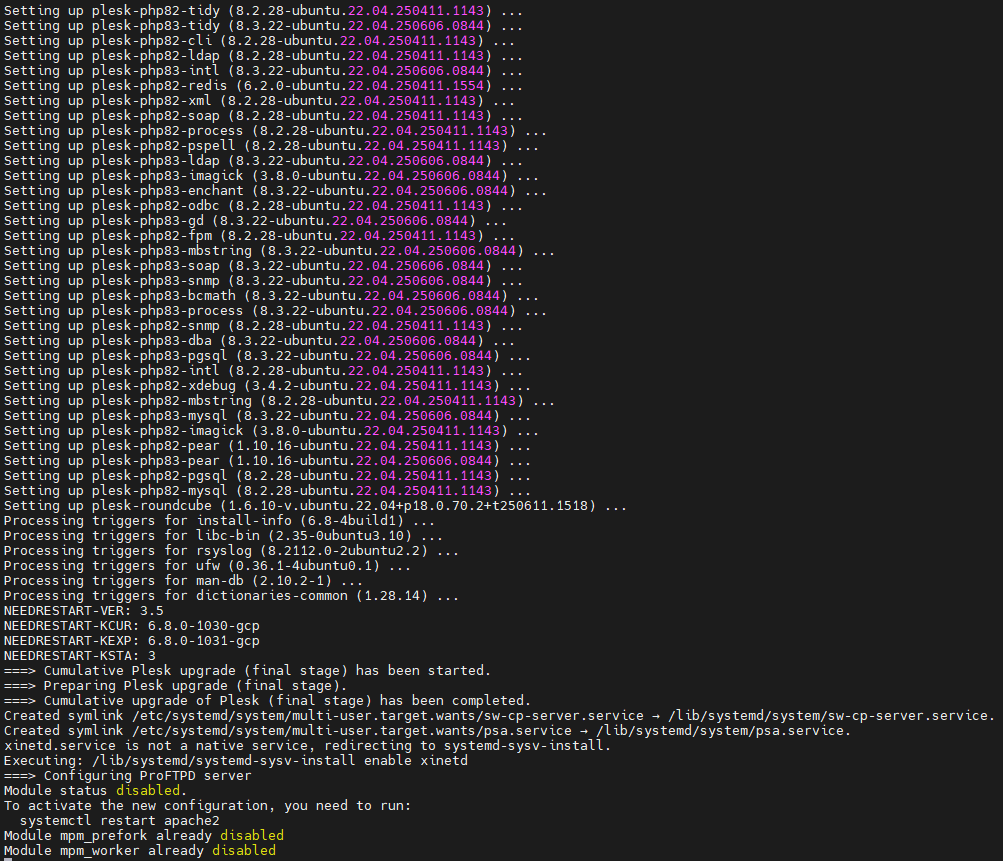 Setting up plesk-php82-tidy (8.2.28-ubuntu.22.04.250411.1143) ...
Setting up plesk-php83-tidy (8.3.22-ubuntu.22.04.250606.0844) ...
Setting up plesk-php82-cli (8.2.28-ubuntu.22.04.250411.1143) ...
Setting up plesk-php82-ldap (8.2.28-ubuntu.22.04.250411.1143) ...
Setting up plesk-php83-intl (8.3.22-ubuntu.22.04.250606.0844) ...
Setting up plesk-php82-redis (6.2.0-ubuntu.22.04.250411.1554) ...
Setting up plesk-php82-xml (8.2.28-ubuntu.22.04.250411.1143) ...
Setting up plesk-php82-soap (8.2.28-ubuntu.22.04.250411.1143) ...
Setting up plesk-php82-process (8.2.28-ubuntu.22.04.250411.1143) ...
Setting up plesk-php82-pspell (8.2.28-ubuntu.22.04.250411.1143) ...
Setting up plesk-php83-ldap (8.3.22-ubuntu.22.04.250606.0844) ...
Setting up plesk-php83-imagick (3.8.0-ubuntu.22.04.250606.0844) ...
Setting up plesk-php83-enchant (8.3.22-ubuntu.22.04.250606.0844) ...
Setting up plesk-php82-odbc (8.2.28-ubuntu.22.04.250411.1143) ...
Setting up plesk-php83-gd (8.3.22-ubuntu.22.04.250606.0844) ...
Setting up plesk-php82-fpm (8.2.28-ubuntu.22.04.250411.1143) ...
Setting up plesk-php83-mbstring (8.3.22-ubuntu.22.04.250606.0844) ...
Setting up plesk-php83-soap (8.3.22-ubuntu.22.04.250606.0844) ...
Setting up plesk-php83-snmp (8.3.22-ubuntu.22.04.250606.0844) ...
Setting up plesk-php83-bcmath (8.3.22-ubuntu.22.04.250606.0844) ...
Setting up plesk-php83-process (8.3.22-ubuntu.22.04.250606.0844) ...
Setting up plesk-php82-snmp (8.2.28-ubuntu.22.04.250411.1143) ...
Setting up plesk-php83-dba (8.3.22-ubuntu.22.04.250606.0844) ...
Setting up plesk-php83-pgsql (8.3.22-ubuntu.22.04.250606.0844) ...
Setting up plesk-php82-intl (8.2.28-ubuntu.22.04.250411.1143) ...
Setting up plesk-php82-xdebug (3.4.2-ubuntu.22.04.250411.1143) ...
Setting up plesk-php82-mbstring (8.2.28-ubuntu.22.04.250411.1143) ...
Setting up plesk-php83-mysql (8.3.22-ubuntu.22.04.250606.0844) ...
Setting up plesk-php82-imagick (3.8.0-ubuntu.22.04.250411.1143) ...
Setting up plesk-php82-pear (1.10.16-ubuntu.22.04.250411.1143) ...
Setting up plesk-php83-pear (1.10.16-ubuntu.22.04.250606.0844) ...
Setting up plesk-php82-pgsql (8.2.28-ubuntu.22.04.250411.1143) ...
Setting up plesk-php82-mysql (8.2.28-ubuntu.22.04.250411.1143) ...
Setting up plesk-roundcube (1.6.10-v.ubuntu.22.04+p18.0.70.2+t250611.1518) ...
Processing triggers for install-info (6.8-4build1) ...
Processing triggers for libc-bin (2.35-0ubuntu3.10) ...
Processing triggers for rsyslog (8.2112.0-2ubuntu2.2) ...
Processing triggers for ufw (0.36.1-4ubuntu0.1) ...
Processing triggers for man-db (2.10.2-1) ...
Processing triggers for dictionaries-common (1.28.14) ...
NEEDRESTART-VER: 3.5
NEEDRESTART-KCUR: 6.8.0-1030-gcp
NEEDRESTART-KEXP: 6.8.0-1031-gcp
NEEDRESTART-KSTA: 3
===> Cumulative Plesk upgrade (final stage) has been started.
===> Preparing Plesk upgrade (final stage).
===> Cumulative upgrade of Plesk (final stage) has been completed.
Created symlink /etc/systemd/system/multi-user.target.wants/sw-cp-server.service → /lib/systemd/system/sw-cp-server.service.
Created symlink /etc/systemd/system/multi-user.target.wants/psa.service → /lib/systemd/system/psa.service.
xinetd.service is not a native service, redirecting to systemd-sysv-install.
Executing: /lib/systemd/systemd-sysv-install enable xinetd
===> Configuring ProFTPD server
Module status disabled.
To activate the new configuration, you need to run:
  systemctl restart apache2
Module mpm_prefork already disabled
Module mpm_worker already disabled